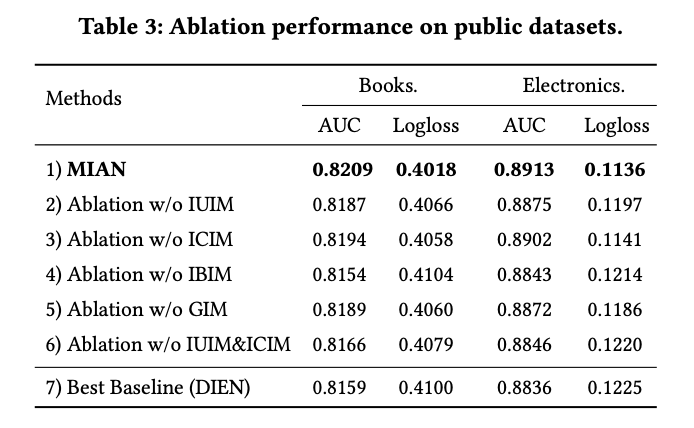 Table 3: Ablation performance on public datasets.
Methods Books. Electronics.
AUC Logloss AUC Logloss
1) MIAN 0.8209 0.4018 0.8913 0.1136
2) Ablation w/o IUIM 0.8187 0.4066 0.8875 0.1197
3) Ablation w/o ICIM 0.8194 0.4058 0.8902 0.1141
4) Ablation w/o IBIM 0.8154 0.4104 0.8843 0.1214
5) Ablation w/o GIM 0.8189 0.4060 0.8872 0.1186
6) Ablation w/o IUIM&ICIM 0.8166 0.4079 0.8846 0.1220
7) Best Baseline (DIEN) 0.8159 0.4100 0.8836 0.1225